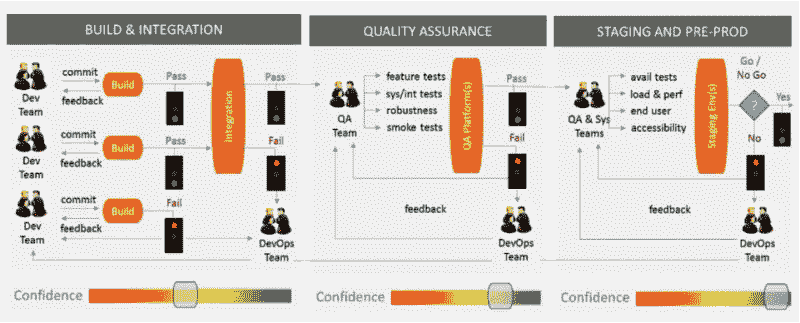 BUILD & INTEGRATION
commit
Build
Pass
feedback
Dev
Team
commit
Build
Pass
feedback
Dev
Team
commit
Build
Fail
feedback
Dev
Team
Integration
Pass
Fail
DevOps
Team
Confidence
QUALITY ASSURANCE
QA
Team
feature tests
sys/int tests
robustness
smoke tests
QA Platform(s)
Pass
Fail
feedback
DevOps
Team
Confidence
STAGING AND PRE-PROD
QA & Sys
Teams
avail tests
load & perf
end user
accessibility
Staging Env(s)
Go /
No Go
?
Yes
No
feedback
DevOps
Team
Confidence